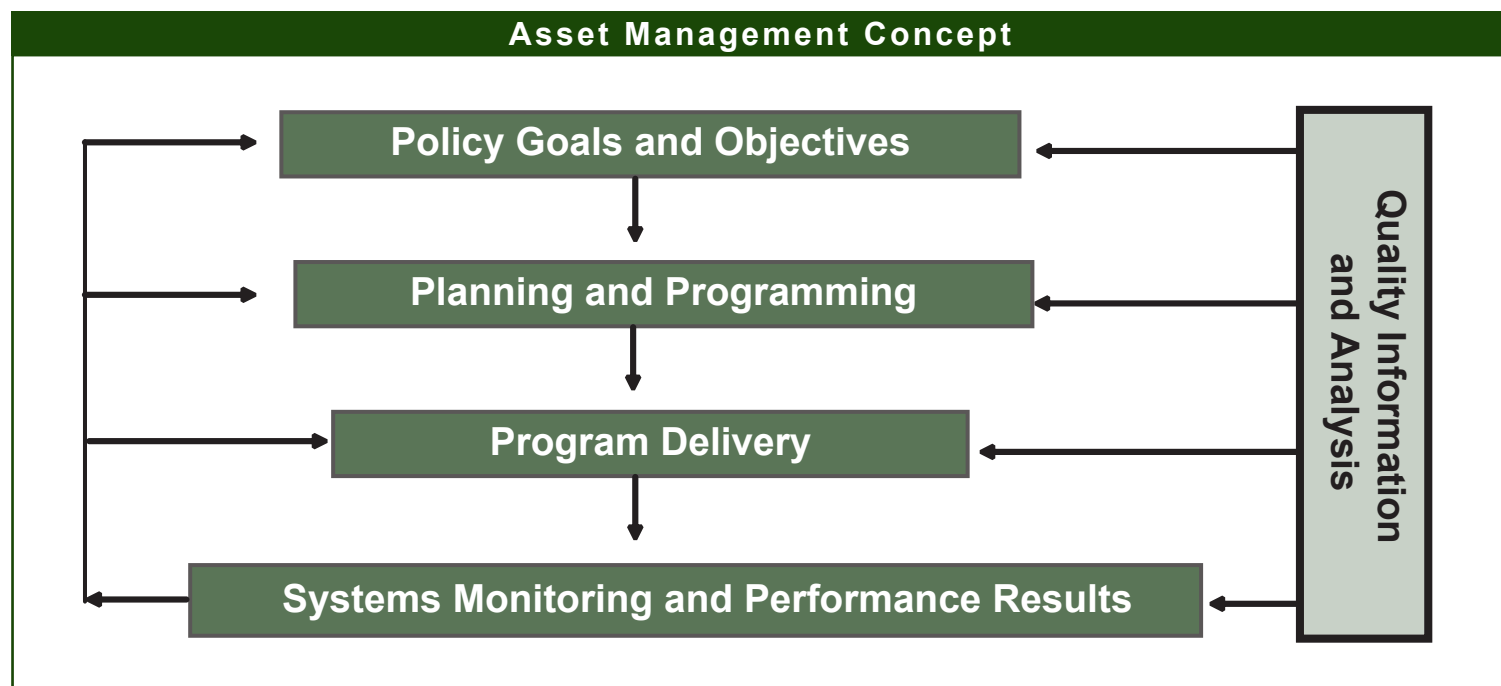 Asset Management Concept
Policy Goals and Objectives
Planning and Programming
Program Delivery
Systems Monitoring and Performance Results
Quality Information
and Analysis